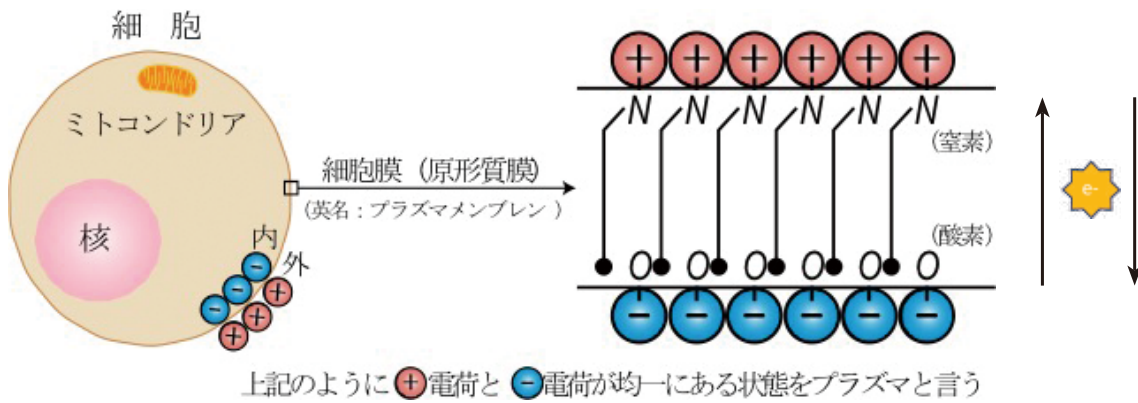 細　胞
ミトコンドリア
核
内
外
細胞膜（原形質膜）
(英名：プラズマメンブレン )
+ + + + + +
N N N N N N
(窒素)
(酸素)
O O O O O O
− − − − − −
e-
− − −
+ + +
上記のように + 電荷と − 電荷が均一にある状態をプラズマと言う